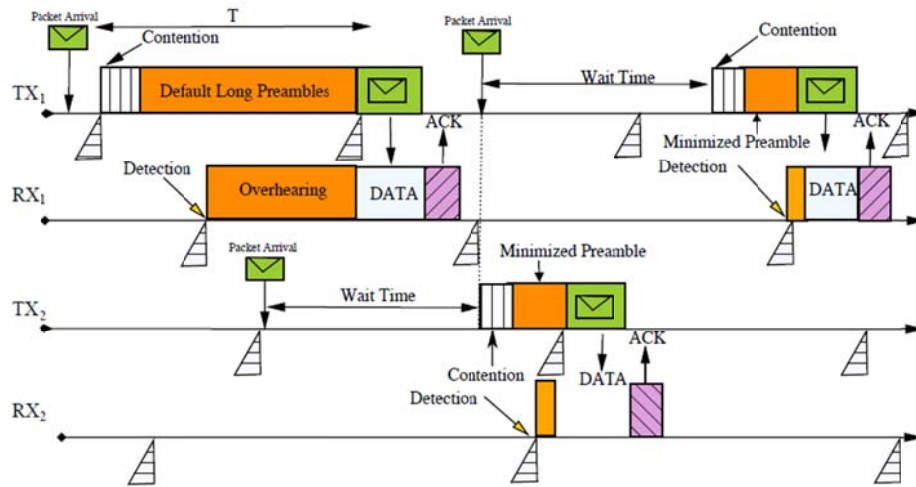 Packet Arrival
T
Contention
Packet Arrival
Contention
Wait Time
TX1
Default Long Preambles
ACK
Minimized Preamble
ACK
Detection
Detection
RX1
Overhearing
DATA
DATA
Packet Arrival
Minimized Preamble
Wait Time
TX2
ACK
Contention
DATA
Detection
RX2